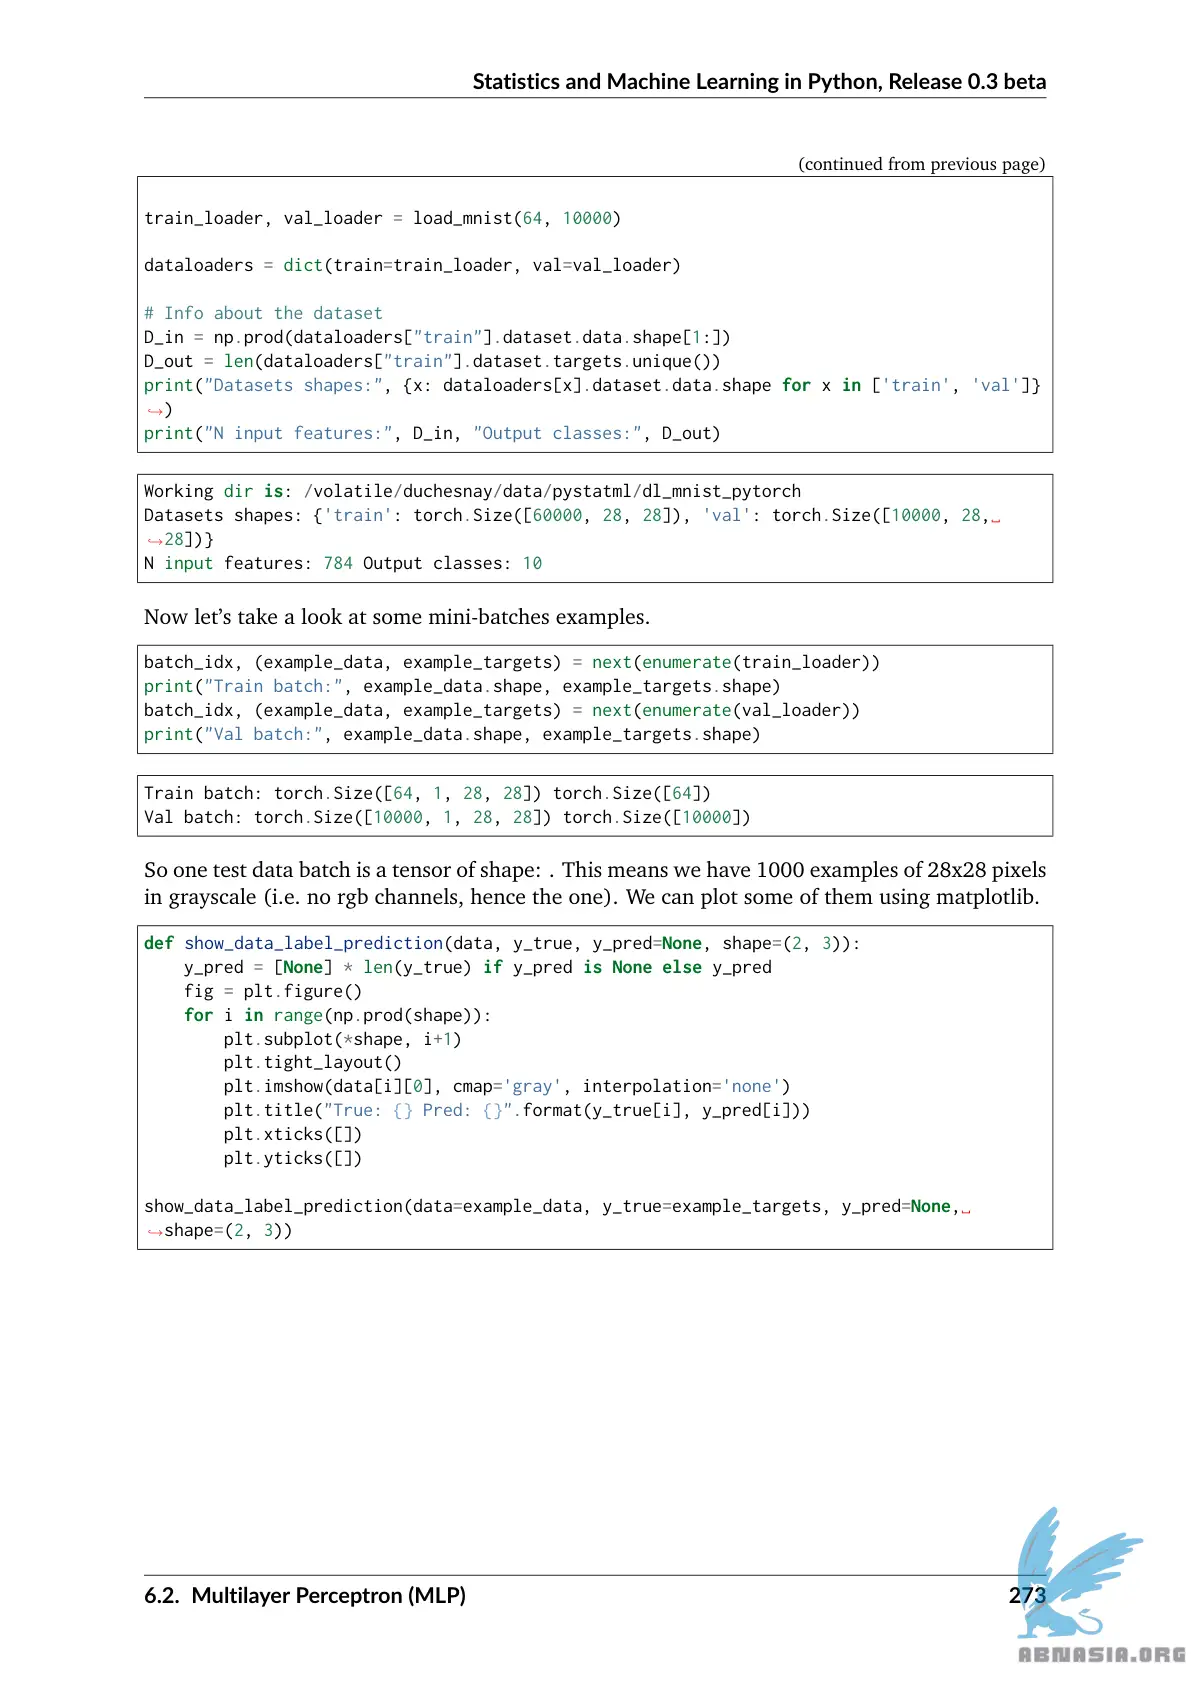 Statistics and Machine Learning in Python, Release 0.3 beta
(continued from previous page)
train_loader, val_loader = load_mnist(64, 10000)
dataloaders = dict(train=train_loader, val=val_loader)
# Info about the dataset
D_in = np.prod(dataloaders["train"].dataset.data.shape[1:])
D_out = len(dataloaders["train"].dataset.targets.unique())
print("Datasets shapes:", {x: dataloaders[x].dataset.data.shape for x in ['train', 'val']}
↪)
print("N input features:", D_in, "Output classes:", D_out)
Working dir is: /volatile/duchesnay/data/pystatml/dl_mnist_pytorch
Datasets shapes: {'train': torch.Size([60000, 28, 28]), 'val': torch.Size([10000, 28,␣
↪28])}
N input features: 784 Output classes: 10
Now let’s take a look at some mini-batches examples.
batch_idx, (example_data, example_targets) = next(enumerate(train_loader))
print("Train batch:", example_data.shape, example_targets.shape)
batch_idx, (example_data, example_targets) = next(enumerate(val_loader))
print("Val batch:", example_data.shape, example_targets.shape)
Train batch: torch.Size([64, 1, 28, 28]) torch.Size([64])
Val batch: torch.Size([10000, 1, 28, 28]) torch.Size([10000])
So one test data batch is a tensor of shape: . This means we have 1000 examples of 28x28 pixels
in grayscale (i.e. no rgb channels, hence the one). We can plot some of them using matplotlib.
def show_data_label_prediction(data, y_true, y_pred=None, shape=(2, 3)):
    y_pred = [None] * len(y_true) if y_pred is None else y_pred
    fig = plt.figure()
    for i in range(np.prod(shape)):
        plt.subplot(*shape, i+1)
        plt.tight_layout()
        plt.imshow(data[i][0], cmap='gray', interpolation='none')
        plt.title("True: {} Pred: {}".format(y_true[i], y_pred[i]))
        plt.xticks([])
        plt.yticks([])
show_data_label_prediction(data=example_data, y_true=example_targets, y_pred=None,␣
↪shape=(2, 3))
6.2. Multilayer Perceptron (MLP) 273
ABNASIA.ORG